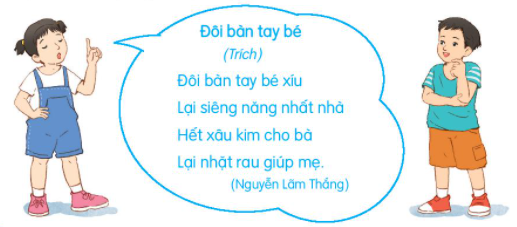 Đôi bàn tay bé
(Trích)
Đôi bàn tay bé xíu
Lại siêng năng nhất nhà
Hết xâu kim cho bà
Lại nhặt rau giúp mẹ.
(Nguyễn Lãm Thắng)